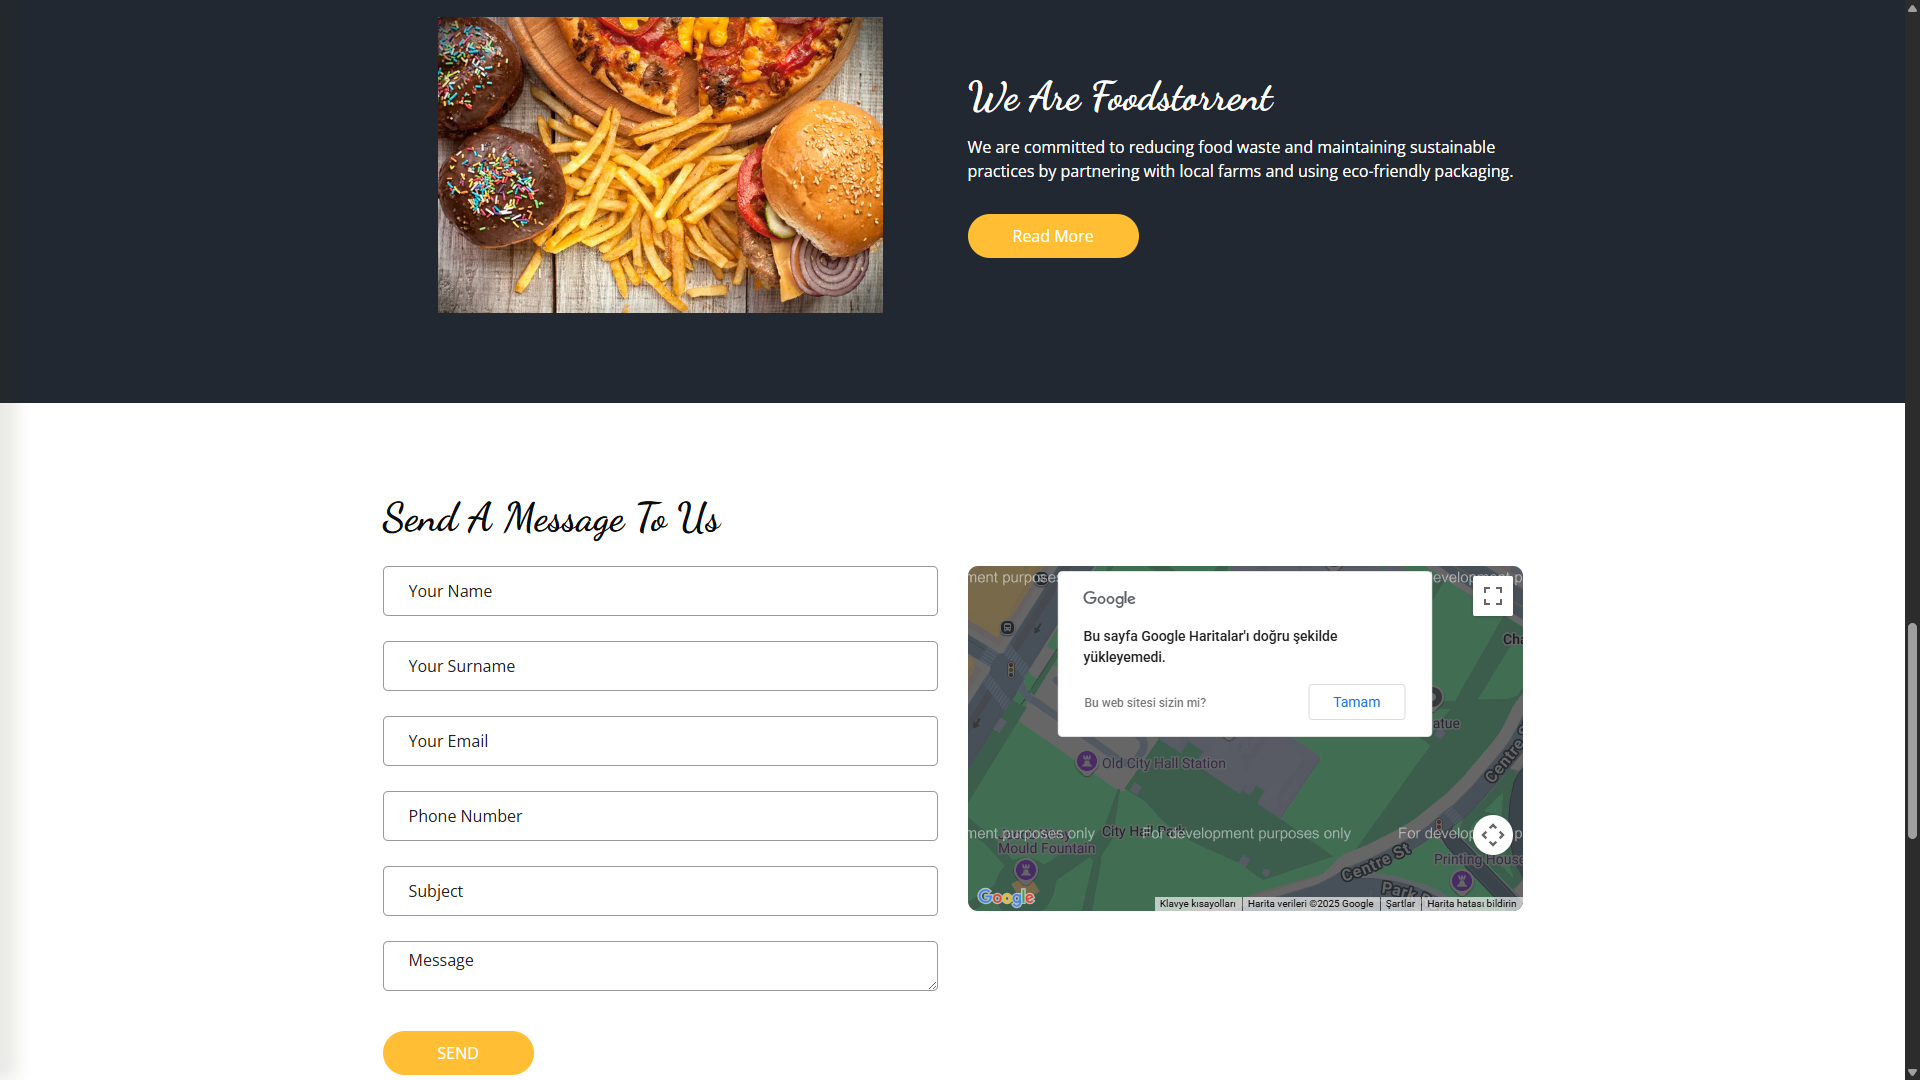 We Are Foodstorrent
We are committed to reducing food waste and maintaining sustainable
practices by partnering with local farms and using eco-friendly packaging.
Read More
Send A Message To Us
Your Name
Your Surname
Your Email
Phone Number
Subject
Message
SEND
Google
Bu sayfa Google Haritalar'ı doğru şekilde
yükleyemedi.
Bu web sitesi sizin mi?
Tamam
Old City Hall Station
Centre S
ment purposes only
City Hall Park
For development purposes only
Mould Fountain
Centre St
Printing House
Google
Klavye kısayolları
Harita verileri ©2025 Google
Şartlar
Harita hatası bildirin